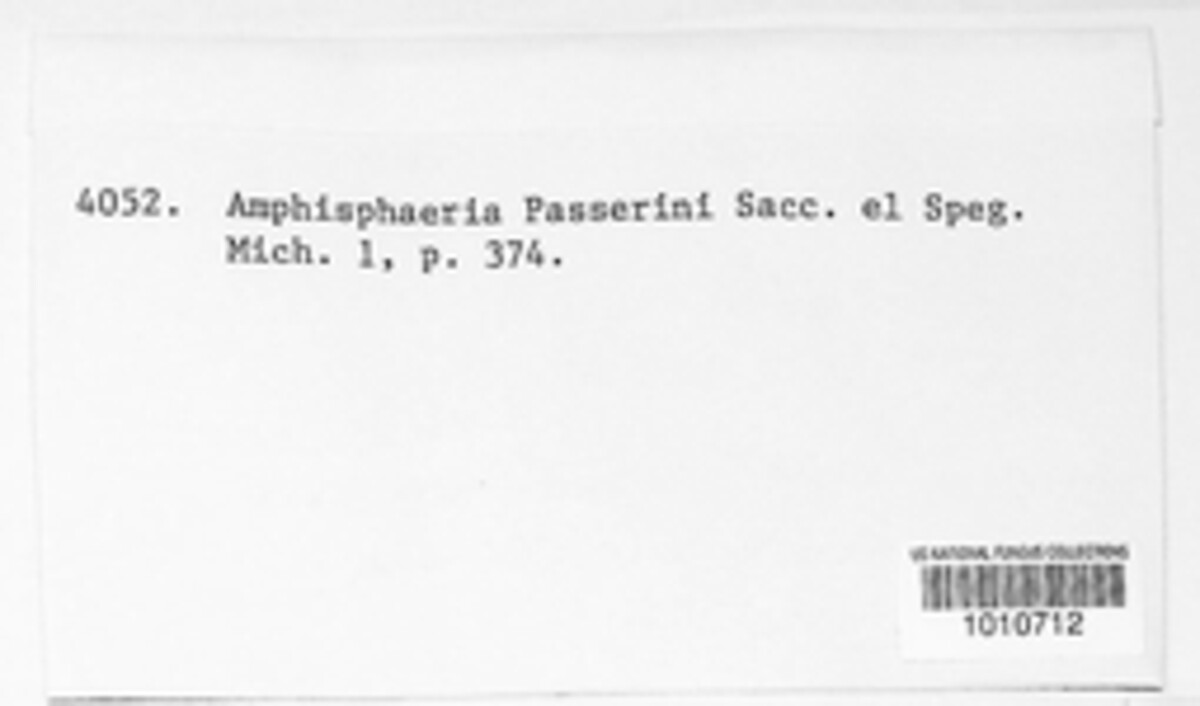 4052. Amphisphaeria Passerini Sacc. el Speg.
Mich. 1, p. 374.
US NATIONAL FUNGUS COLLECTIONS
1010712